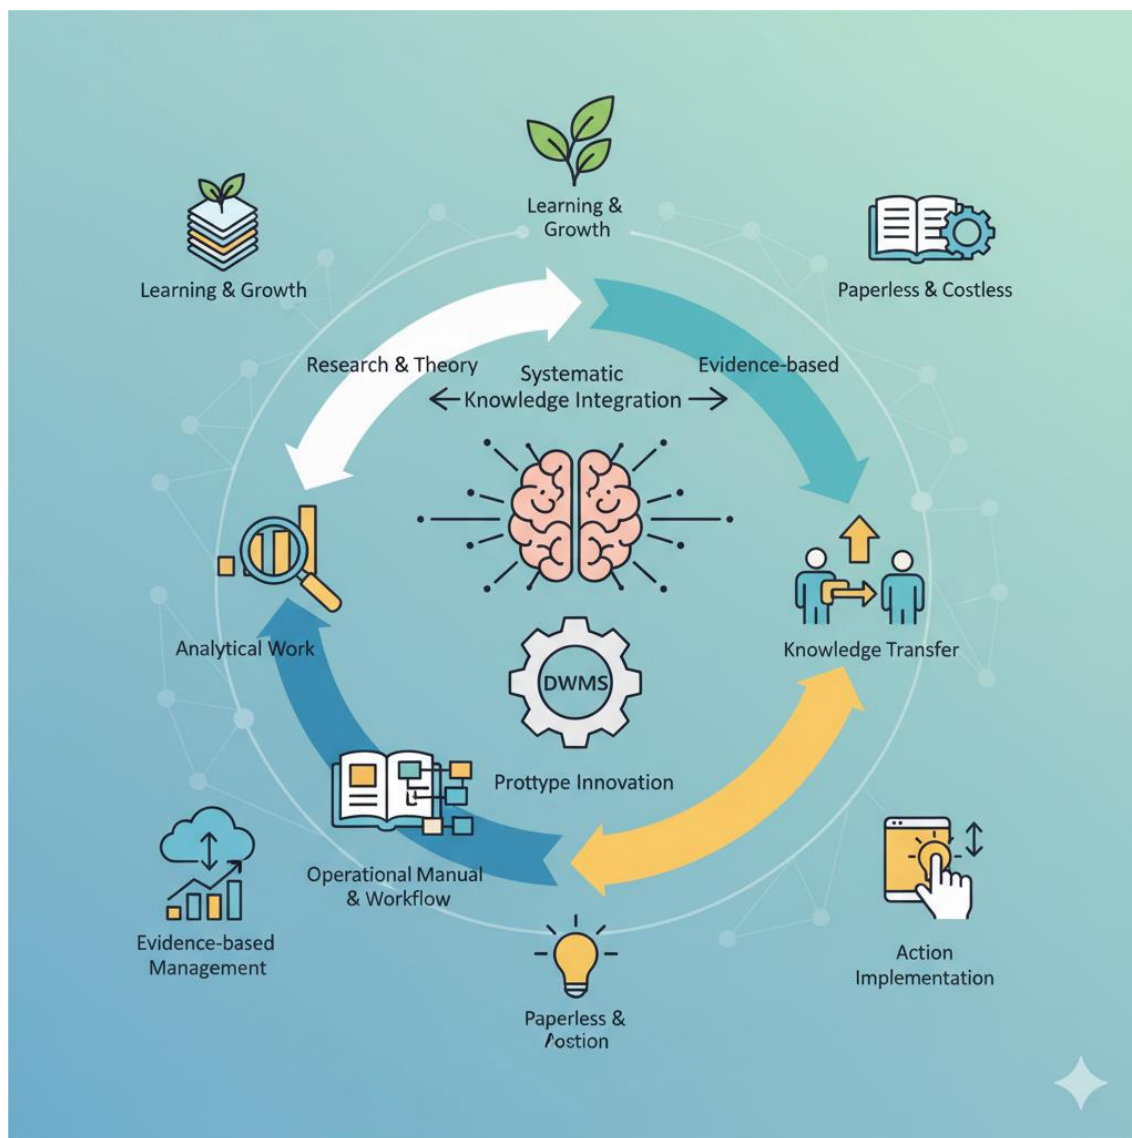 Learning &
Growth
Learning & Growth
Paperless & Costless
Research & Theory
Evidence-based
Systematic
Knowledge Integration
Analytical Work
Knowledge Transfer
DWMS
Prottype Innovation
Operational Manual
& Workflow
Evidence-based
Management
Action
Implementation
Paperless &
Aostion